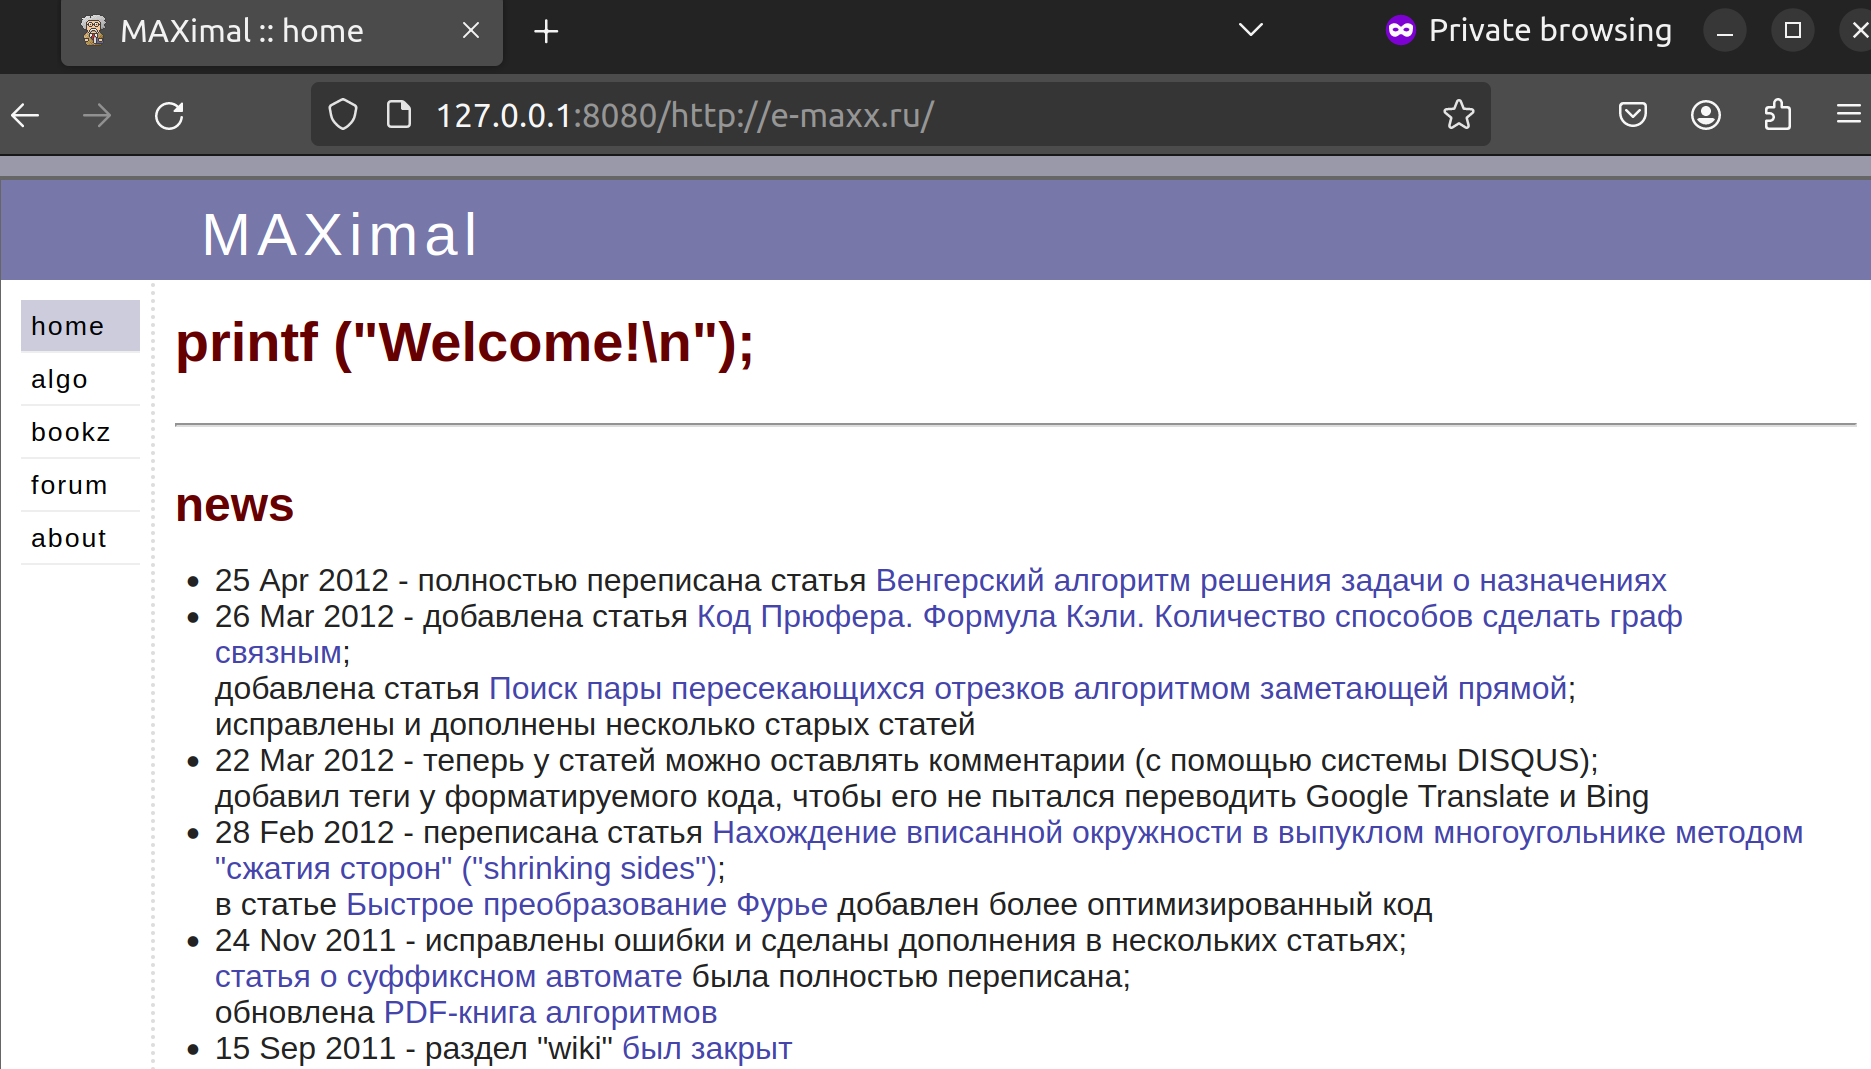 MAXimal :: home
Private browsing
127.0.0.1:8080/http://e-maxx.ru/
MAXimal
home
algo
bookz
forum
about
printf ("Welcome!\n");
news
25 Apr 2012 - полностью переписана статья Венгерский алгоритм решения задачи о назначениях
26 Mar 2012 - добавлена статья Код Прюфера. Формула Кэли. Количество способов сделать граф
связным;
добавлена статья Поиск пары пересекающихся отрезков алгоритмом заметающей прямой;
исправлены и дополнены несколько старых статей
22 Mar 2012 - теперь у статей можно оставлять комментарии (с помощью системы DISQUS);
добавил теги у форматируемого кода, чтобы его не пытался переводить Google Translate и Bing
28 Feb 2012 - переписана статья Нахождение вписанной окружности в выпуклом многоугольнике методом
"сжатия сторон" ("shrinking sides");
в статье Быстрое преобразование Фурье добавлен более оптимизированный код
24 Nov 2011 - исправлены ошибки и сделаны дополнения в нескольких статьях;
статья о суффиксном автомате была полностью переписана;
обновлена PDF-книга алгоритмов
15 Sep 2011 - раздел "wiki" был закрыт